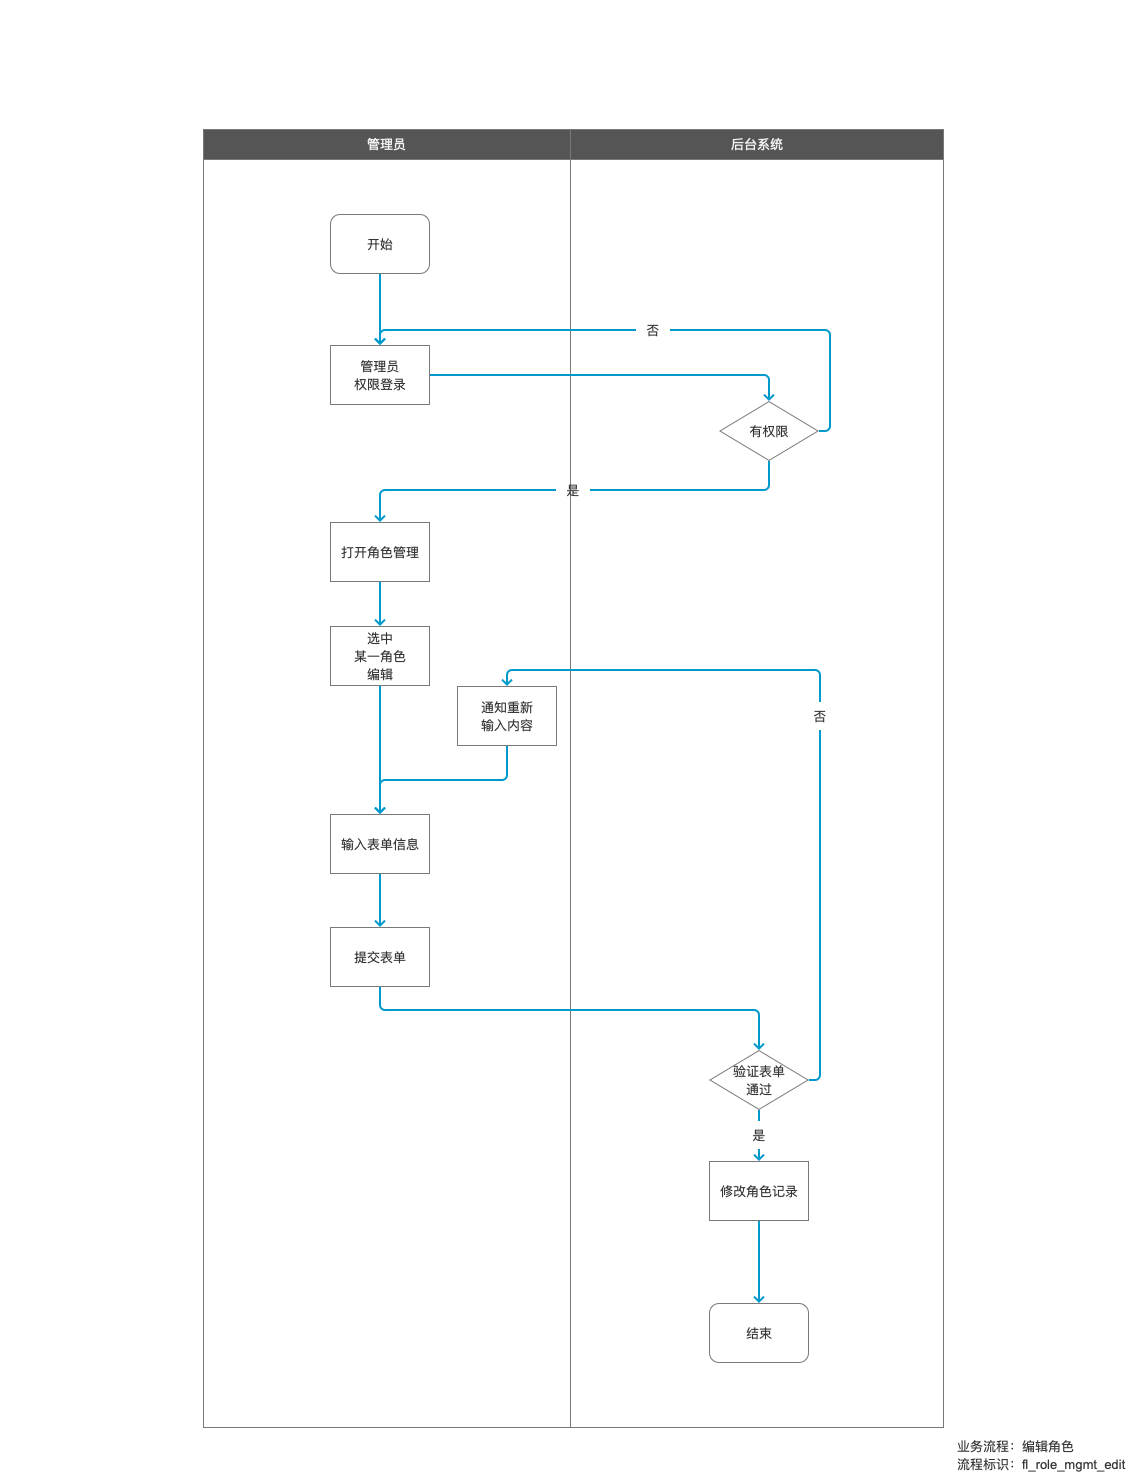 管理员
后台系统
开始
否
管理员
权限登录
有权限
是
打开角色管理
选中
某一角色
编辑
通知重新
输入内容
否
输入表单信息
提交表单
验证表单
通过
是
修改角色记录
结束
业务流程：编辑角色
流程标识：fl_role_mgmt_edit